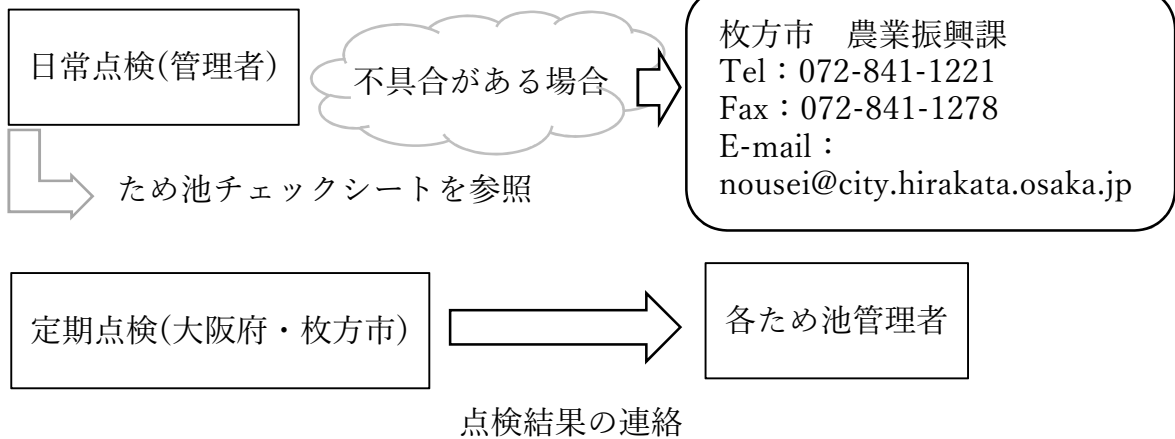 日常点検(管理者)
不具合がある場合
枚方市　農業振興課
Tel：072-841-1221
Fax：072-841-1278
E-mail：
nousei@city.hirakata.osaka.jp
ため池チェックシートを参照
定期点検(大阪府・枚方市)
各ため池管理者
点検結果の連絡